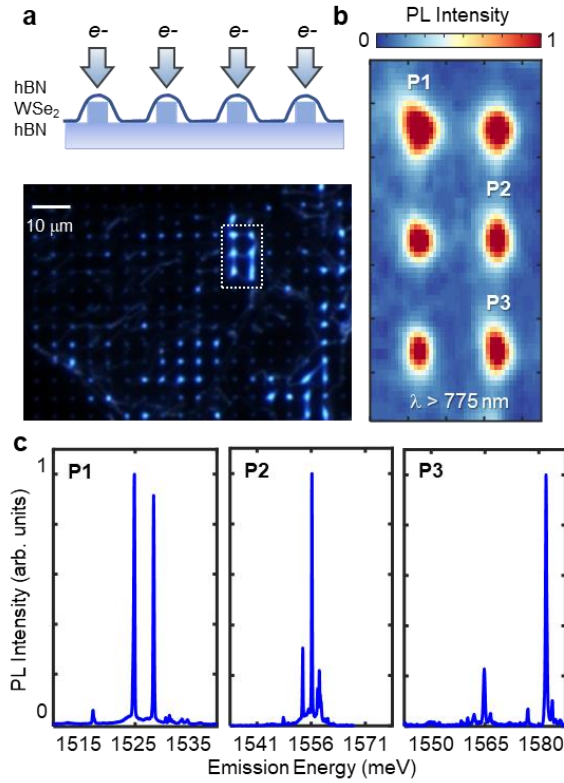 a
e- e- e- e-
hBN
WSe₂
hBN
10 μm
b
PL Intensity
0 1
P1
P2
P3
λ > 775 nm
c
PL Intensity (arb. units)
1
0
P1 P2 P3
1515 1525 1535 1541 1556 1571 1550 1565 1580
Emission Energy (meV)